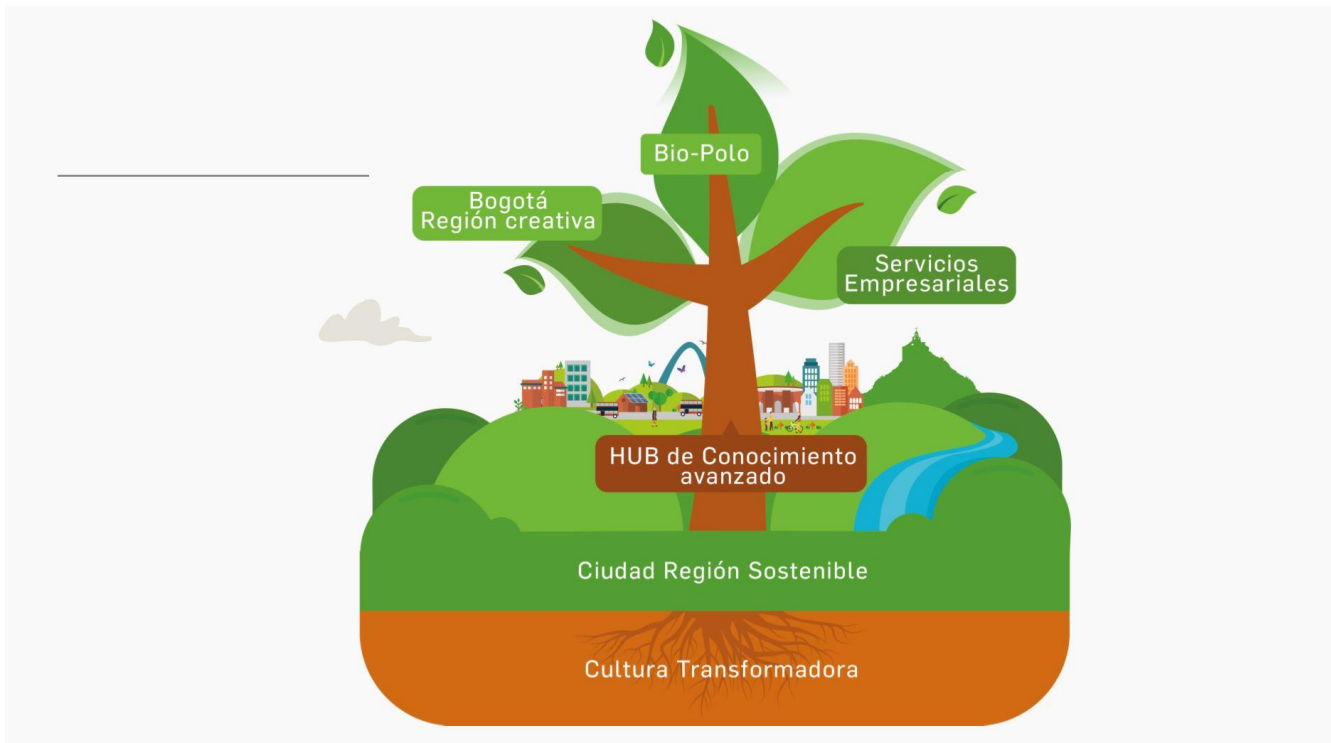 Bio-Polo
Bogotá
Región creativa
Servicios
Empresariales
HUB de Conocimiento
avanzado
Ciudad Región Sostenible
Cultura Transformadora